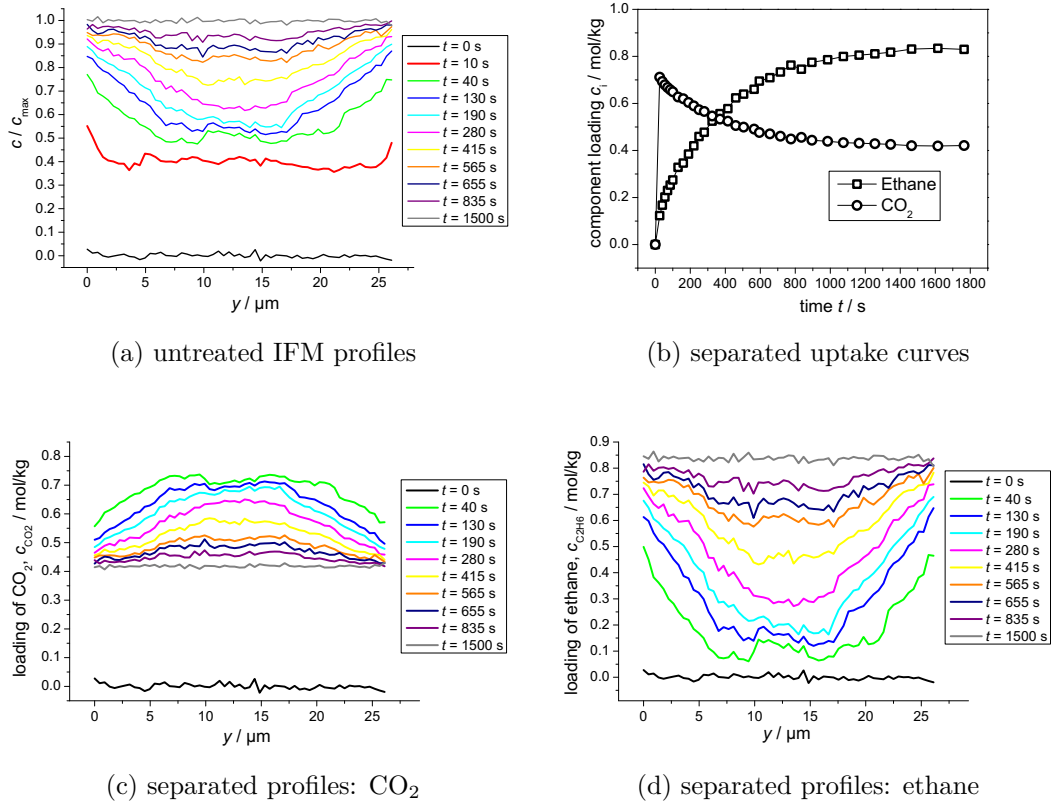 1.0
0.9
0.8
0.7
0.6
0.5
0.4
0.3
0.2
0.1
0.0
c / cmax
0 5 10 15 20 25
y / µm
t = 0 s
t = 10 s
t = 40 s
t = 130 s
t = 190 s
t = 280 s
t = 415 s
t = 565 s
t = 655 s
t = 835 s
t = 1500 s
(a) untreated IFM profiles
1.0
0.8
0.6
0.4
0.2
0.0
component loading ci / mol/kg
0 200 400 600 800 1000 1200 1400 1600 1800
time t / s
Ethane
CO2
(b) separated uptake curves
0.8
0.7
0.6
0.5
0.4
0.3
0.2
0.1
0.0
loading of CO2, cCO2 / mol/kg
0 5 10 15 20 25
y / µm
t = 0 s
t = 40 s
t = 130 s
t = 190 s
t = 280 s
t = 415 s
t = 565 s
t = 655 s
t = 835 s
t = 1500 s
(c) separated profiles: CO2
0.9
0.8
0.7
0.6
0.5
0.4
0.3
0.2
0.1
0.0
loading of ethane, cC2H6 / mol/kg
0 5 10 15 20 25
y / µm
t = 0 s
t = 40 s
t = 130 s
t = 190 s
t = 280 s
t = 415 s
t = 565 s
t = 655 s
t = 835 s
t = 1500 s
(d) separated profiles: ethane